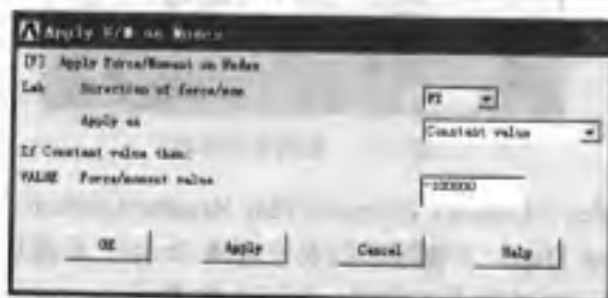 Apply F/M on Nodes
[F] Apply Force/Moment on Nodes
Lab Direction of force/mom
Apply as
Constant value
If Constant value then:
VALUE Force/moment value
OK Apply Cancel Help